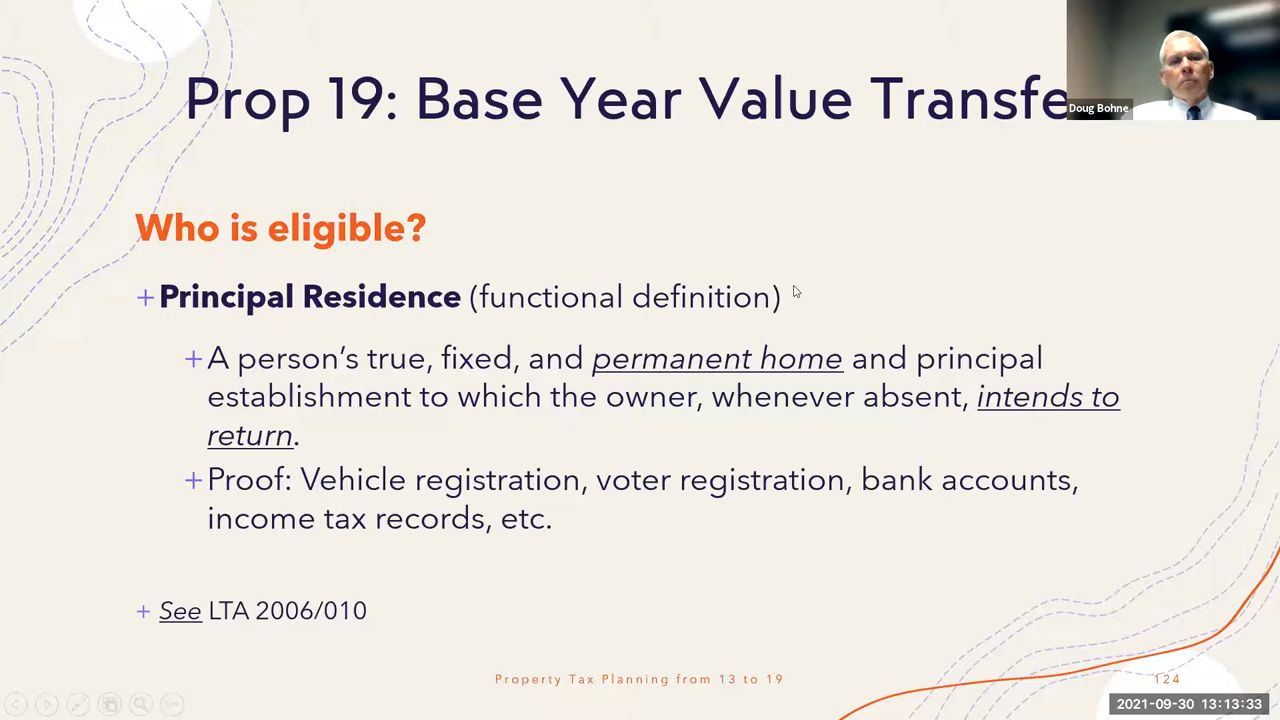 Prop 19: Base Year Value Transfe
Doug Bohne
Who is eligible?
+ Principal Residence (functional definition)
+ A person’s true, fixed, and permanent home and principal
establishment to which the owner, whenever absent, intends to
return.
+ Proof: Vehicle registration, voter registration, bank accounts,
income tax records, etc.
+ See LTA 2006/010
Property Tax Planning from 13 to 19
124
2021-09-30 13:13:33